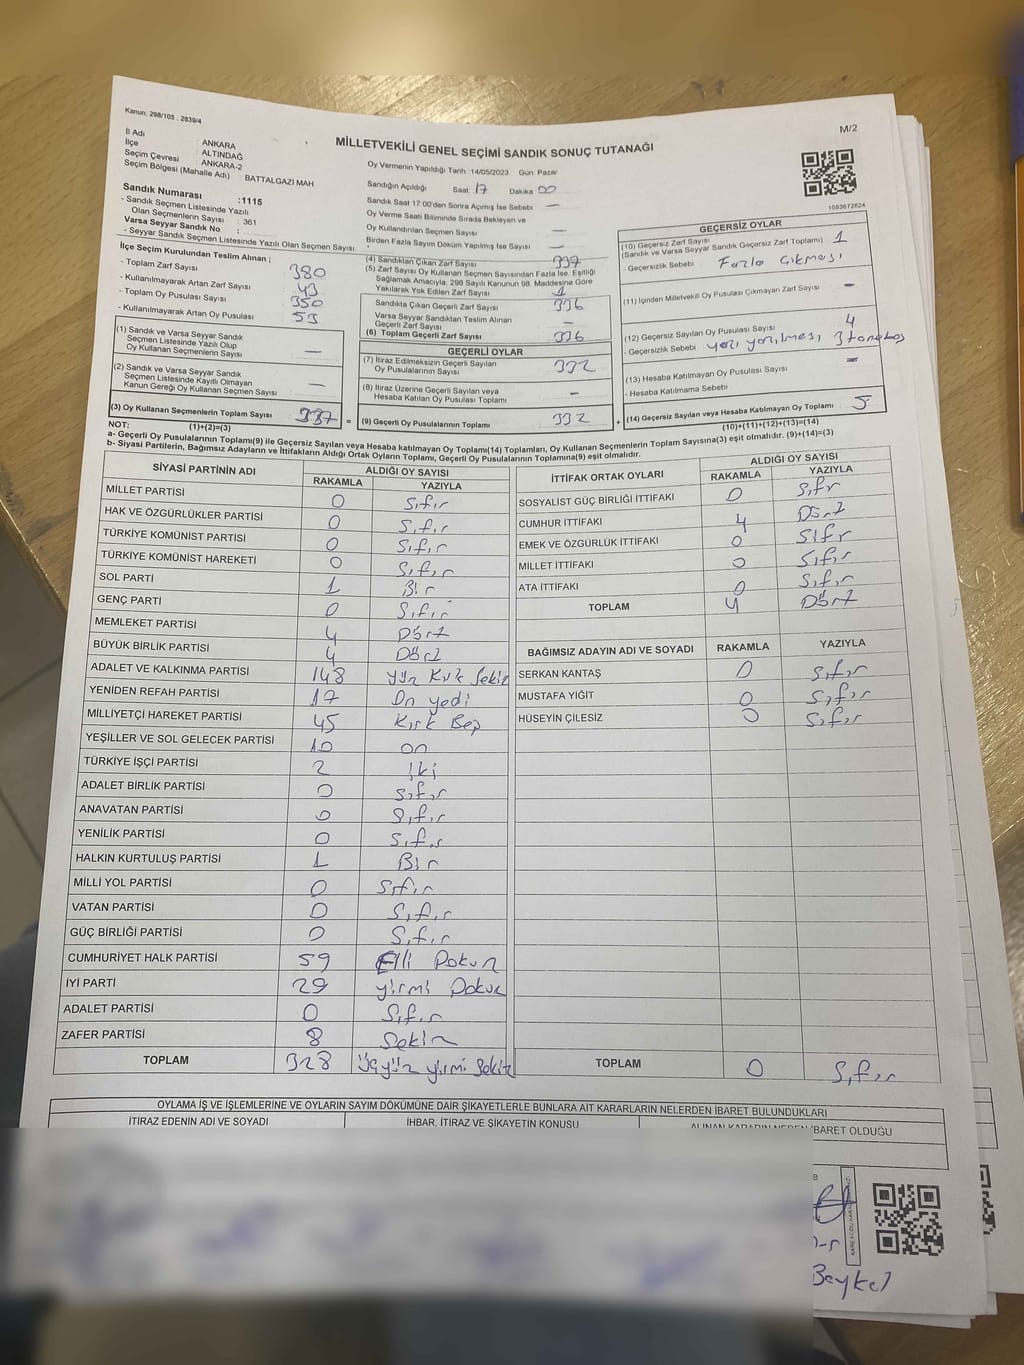 Kanun: 298/105 , 2839/4
M/2
MİLLETVEKİLİ GENEL SEÇİMİ SANDIK SONUÇ TUTANAĞI
İl Adı : ANKARA
İlçe : ALTINDAĞ
Seçim Çevresi : ANKARA-2
Seçim Bölgesi (Mahalle Adı) : BATTALGAZİ MAH
Oy Vermenin Yapıldığı Tarih :14/05/2023 Gün: Pazar
Sandığın Açıldığı Saat: 17 Dakika: 00
Sandık Saat 17:00'den Sonra Açılmış İse Sebebi —
Oy Verme Saati Bitiminde Sırada Bekleyen ve
Oy Kullandırılan Seçmen Sayısı —
Birden Fazla Sayım Döküm Yapılmış İse Sayısı —
1083672624
Sandık Numarası :1115
- Sandık Seçmen Listesinde Yazılı
Olan Seçmenlerin Sayısı : 361
Varsa Seyyar Sandık No :
- Seyyar Sandık Seçmen Listesinde Yazılı Olan Seçmen Sayısı :
İlçe Seçim Kurulundan Teslim Alınan ;
- Toplam Zarf Sayısı 380
- Kullanılmayarak Artan Zarf Sayısı 43
- Toplam Oy Pusulası Sayısı 350
- Kullanılmayarak Artan Oy Pusulası 53
(1) Sandık ve Varsa Seyyar Sandık
Seçmen Listesinde Yazılı Olup
Oy Kullanan Seçmenlerin Sayısı —
(2) Sandık ve Varsa Seyyar Sandık
Seçmen Listesinde Kayıtlı Olmayan
Kanun Gereği Oy Kullanan Seçmen Sayısı —
(3) Oy Kullanan Seçmenlerin Toplam Sayısı 337 =
(1)+(2)=(3)
(4) Sandıktan Çıkan Zarf Sayısı 337
(5) Zarf Sayısı Oy Kullanan Seçmen Sayısından Fazla İse, Eşitliği
Sağlamak Amacıyla, 298 Sayılı Kanunun 98. Maddesine Göre
Yakılarak Yok Edilen Zarf Sayısı 1
Sandıkta Çıkan Geçerli Zarf Sayısı 336
Varsa Seyyar Sandıktan Teslim Alınan
Geçerli Zarf Sayısı —
(6) Toplam Geçerli Zarf Sayısı 336
GEÇERLİ OYLAR
(7) İtiraz Edilmeksizin Geçerli Sayılan
Oy Pusulalarının Sayısı 332
(8) İtiraz Üzerine Geçerli Sayılan veya
Hesaba Katılan Oy Pusulası Toplamı —
(9) Geçerli Oy Pusulalarının Toplamı 332 +
GEÇERSİZ OYLAR
(10) Geçersiz Zarf Sayısı
(Sandık ve Varsa Seyyar Sandık Geçersiz Zarf Toplamı) 1
- Geçersizlik Sebebi Fazla Çıkması
(11) İçinden Milletvekili Oy Pusulası Çıkmayan Zarf Sayısı —
(12) Geçersiz Sayılan Oy Pusulası Sayısı 4
- Geçersizlik Sebebi yazı yazılması, 3 tane boş
(13) Hesaba Katılmayan Oy Pusulası Sayısı —
- Hesaba Katılmama Sebebi
(14) Geçersiz Sayılan veya Hesaba Katılmayan Oy Toplamı 5
(10)+(11)+(12)+(13)=(14)
NOT:
a- Geçerli Oy Pusulalarının Toplamı(9) ile Geçersiz Sayılan veya Hesaba katılmayan Oy Toplamı(14) Toplamları, Oy Kullanan Seçmenlerin Toplam Sayısına(3) eşit olmalıdır. (9)+(14)=(3)
b- Siyasi Partilerin, Bağımsız Adayların ve İttifakların Aldığı Ortak Oyların Toplamı, Geçerli Oy Pusulalarının Toplamına(9) eşit olmalıdır.
SİYASİ PARTİNİN ADI ALDIĞI OY SAYISI
RAKAMLA YAZIYLA
MİLLET PARTİSİ 0 Sıfır
HAK VE ÖZGÜRLÜKLER PARTİSİ 0 Sıfır
TÜRKİYE KOMÜNİST PARTİSİ 0 Sıfır
TÜRKİYE KOMÜNİST HAREKETİ 0 Sıfır
SOL PARTİ 1 Bir
GENÇ PARTİ 0 Sıfır
MEMLEKET PARTİSİ 4 Dört
BÜYÜK BİRLİK PARTİSİ 4 Dört
ADALET VE KALKINMA PARTİSİ 148 Yüz Kırk Sekiz
YENİDEN REFAH PARTİSİ 17 On yedi
MİLLİYETÇİ HAREKET PARTİSİ 45 Kırk Beş
YEŞİLLER VE SOL GELECEK PARTİSİ 10 on
TÜRKİYE İŞÇİ PARTİSİ 2 İki
ADALET BİRLİK PARTİSİ 0 Sıfır
ANAVATAN PARTİSİ 0 Sıfır
YENİLİK PARTİSİ 0 Sıfır
HALKIN KURTULUŞ PARTİSİ 1 Bir
MİLLİ YOL PARTİSİ 0 Sıfır
VATAN PARTİSİ 0 Sıfır
GÜÇ BİRLİĞİ PARTİSİ 0 Sıfır
CUMHURİYET HALK PARTİSİ 59 Elli Dokuz
İYİ PARTİ 29 yirmi Dokuz
ADALET PARTİSİ 0 Sıfır
ZAFER PARTİSİ 8 Sekiz
TOPLAM 328 Üçyüz yirmi Sekiz
İTTİFAK ORTAK OYLARI ALDIĞI OY SAYISI
RAKAMLA YAZIYLA
SOSYALİST GÜÇ BİRLİĞİ İTTİFAKI 0 Sıfır
CUMHUR İTTİFAKI 4 Dört
EMEK VE ÖZGÜRLÜK İTTİFAKI 0 Sıfır
MİLLET İTTİFAKI 0 Sıfır
ATA İTTİFAKI 0 Sıfır
TOPLAM 4 Dört
BAĞIMSIZ ADAYIN ADI VE SOYADI RAKAMLA YAZIYLA
SERKAN KANTAŞ 0 Sıfır
MUSTAFA YİĞİT 0 Sıfır
HÜSEYİN ÇİLESİZ 0 Sıfır
TOPLAM 0 Sıfır
OYLAMA İŞ VE İŞLEMLERİNE VE OYLARIN SAYIM DÖKÜMÜNE DAİR ŞİKAYETLERLE BUNLARA AİT KARARLARIN NELERDEN İBARET BULUNDUKLARI
İTİRAZ EDENİN ADI VE SOYADI İHBAR, İTİRAZ VE ŞİKAYETİN KONUSU ALINAN KARARIN NEDEN İBARET OLDUĞU